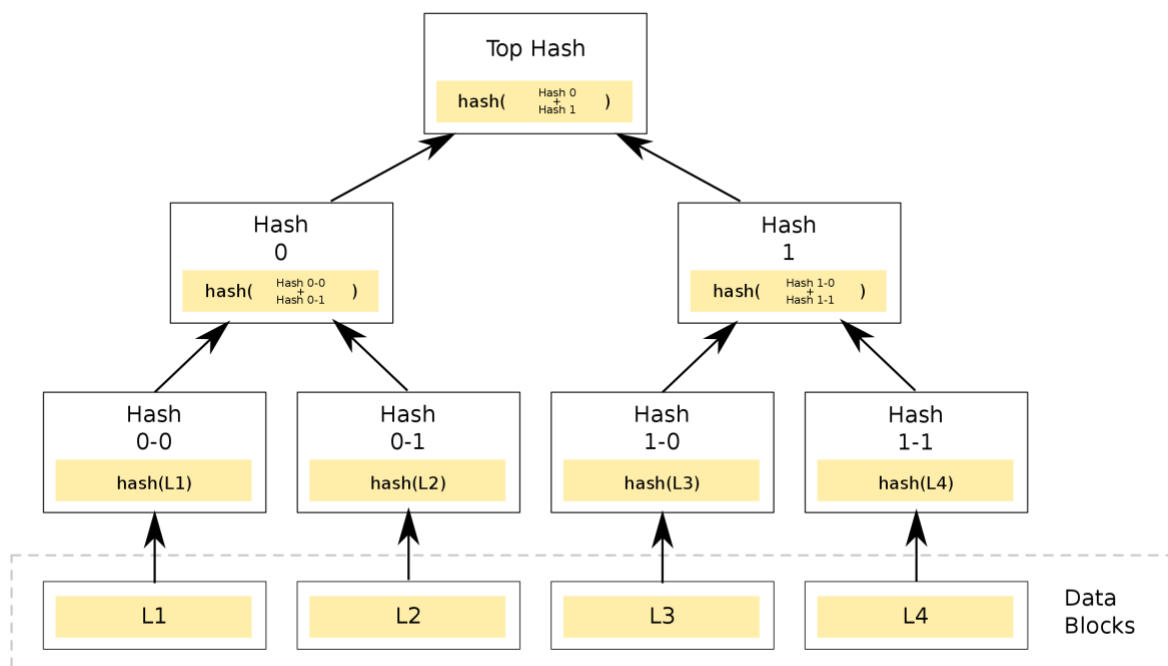 Top Hash
hash( Hash 0 + Hash 1 )
Hash
0
hash( Hash 0-0 + Hash 0-1 )
Hash
1
hash( Hash 1-0 + Hash 1-1 )
Hash
0-0
hash(L1)
Hash
0-1
hash(L2)
Hash
1-0
hash(L3)
Hash
1-1
hash(L4)
L1
L2
L3
L4
Data
Blocks